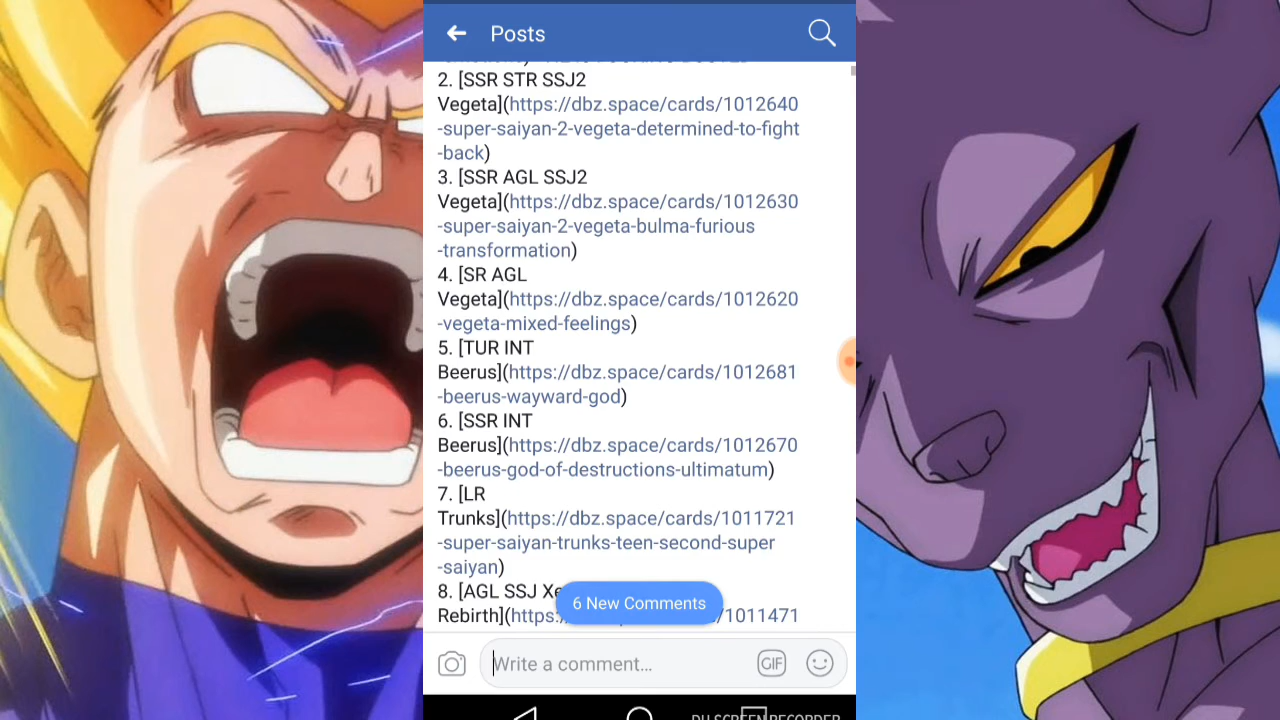 Posts
2. [SSR STR SSJ2
Vegeta](https://dbz.space/cards/1012640
-super-saiyan-2-vegeta-determined-to-fight
-back)
3. [SSR AGL SSJ2
Vegeta](https://dbz.space/cards/1012630
-super-saiyan-2-vegeta-bulma-furious
-transformation)
4. [SR AGL
Vegeta](https://dbz.space/cards/1012620
-vegeta-mixed-feelings)
5. [TUR INT
Beerus](https://dbz.space/cards/1012681
-beerus-wayward-god)
6. [SSR INT
Beerus](https://dbz.space/cards/1012670
-beerus-god-of-destructions-ultimatum)
7. [LR
Trunks](https://dbz.space/cards/1011721
-super-saiyan-trunks-teen-second-super
-saiyan)
8. [AGL SSJ
Rebirth](https: /1011471
6 New Comments
Write a comment...
GIF
DU SCREEN RECORDER